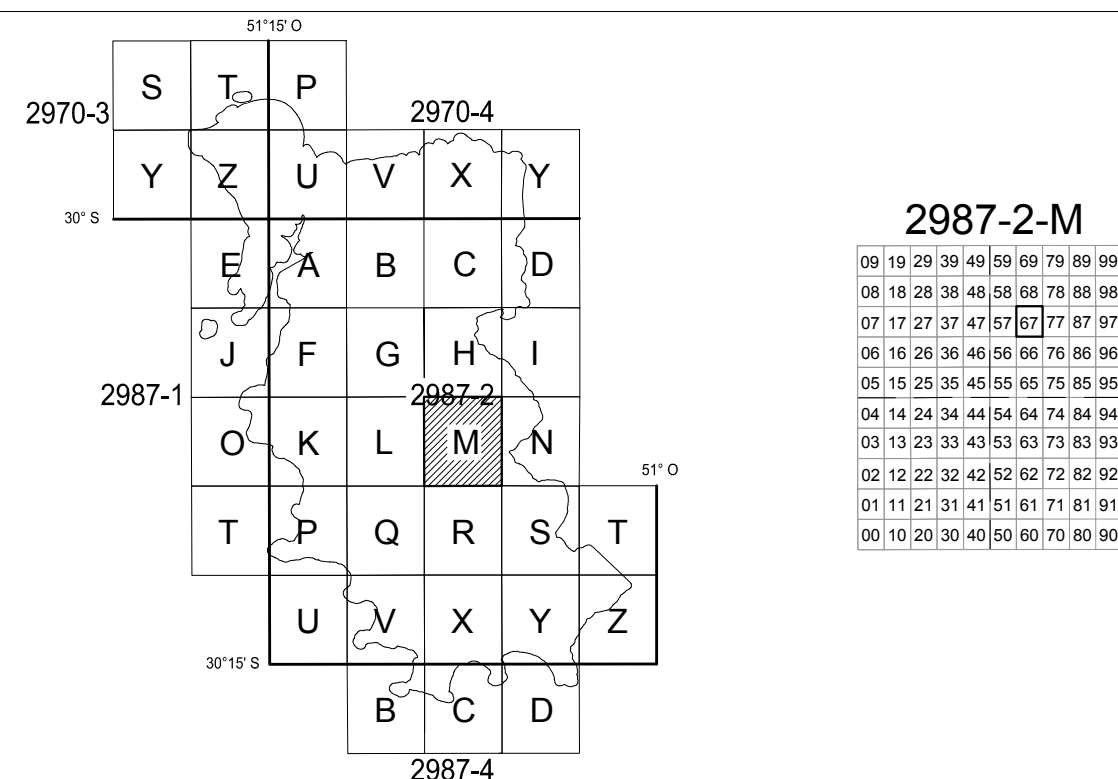 51°15' O
S T P
2970-3 2970-4
Y Z U V X Y
30° S
E A B C D
J F G H I
2987-1 2987-2
O K L M N
51° O
T P Q R S T
U V X Y Z
30°15' S
B C D
2987-4
2987-2-M
09 19 29 39 49 59 69 79 89 99
08 18 28 38 48 58 68 78 88 98
07 17 27 37 47 57 67 77 87 97
06 16 26 36 46 56 66 76 86 96
05 15 25 35 45 55 65 75 85 95
04 14 24 34 44 54 64 74 84 94
03 13 23 33 43 53 63 73 83 93
02 12 22 32 42 52 62 72 82 92
01 11 21 31 41 51 61 71 81 91
00 10 20 30 40 50 60 70 80 90